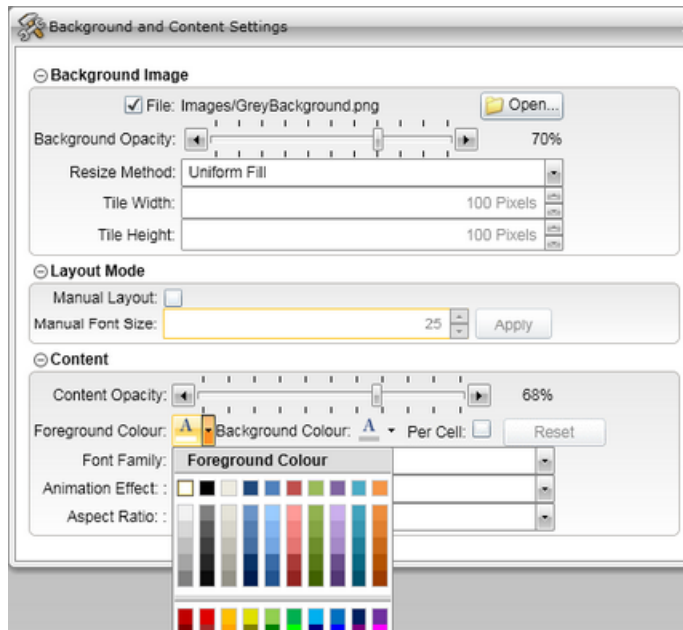 Background and Content Settings
Background Image
File: Images/GreyBackground.png Open...
Background Opacity: 70%
Resize Method: Uniform Fill
Tile Width: 100 Pixels
Tile Height: 100 Pixels
Layout Mode
Manual Layout:
Manual Font Size: 25 Apply
Content
Content Opacity: 68%
Foreground Colour: A Background Colour: A Per Cell: Reset
Font Family: Foreground Colour
Animation Effect: :
Aspect Ratio: :